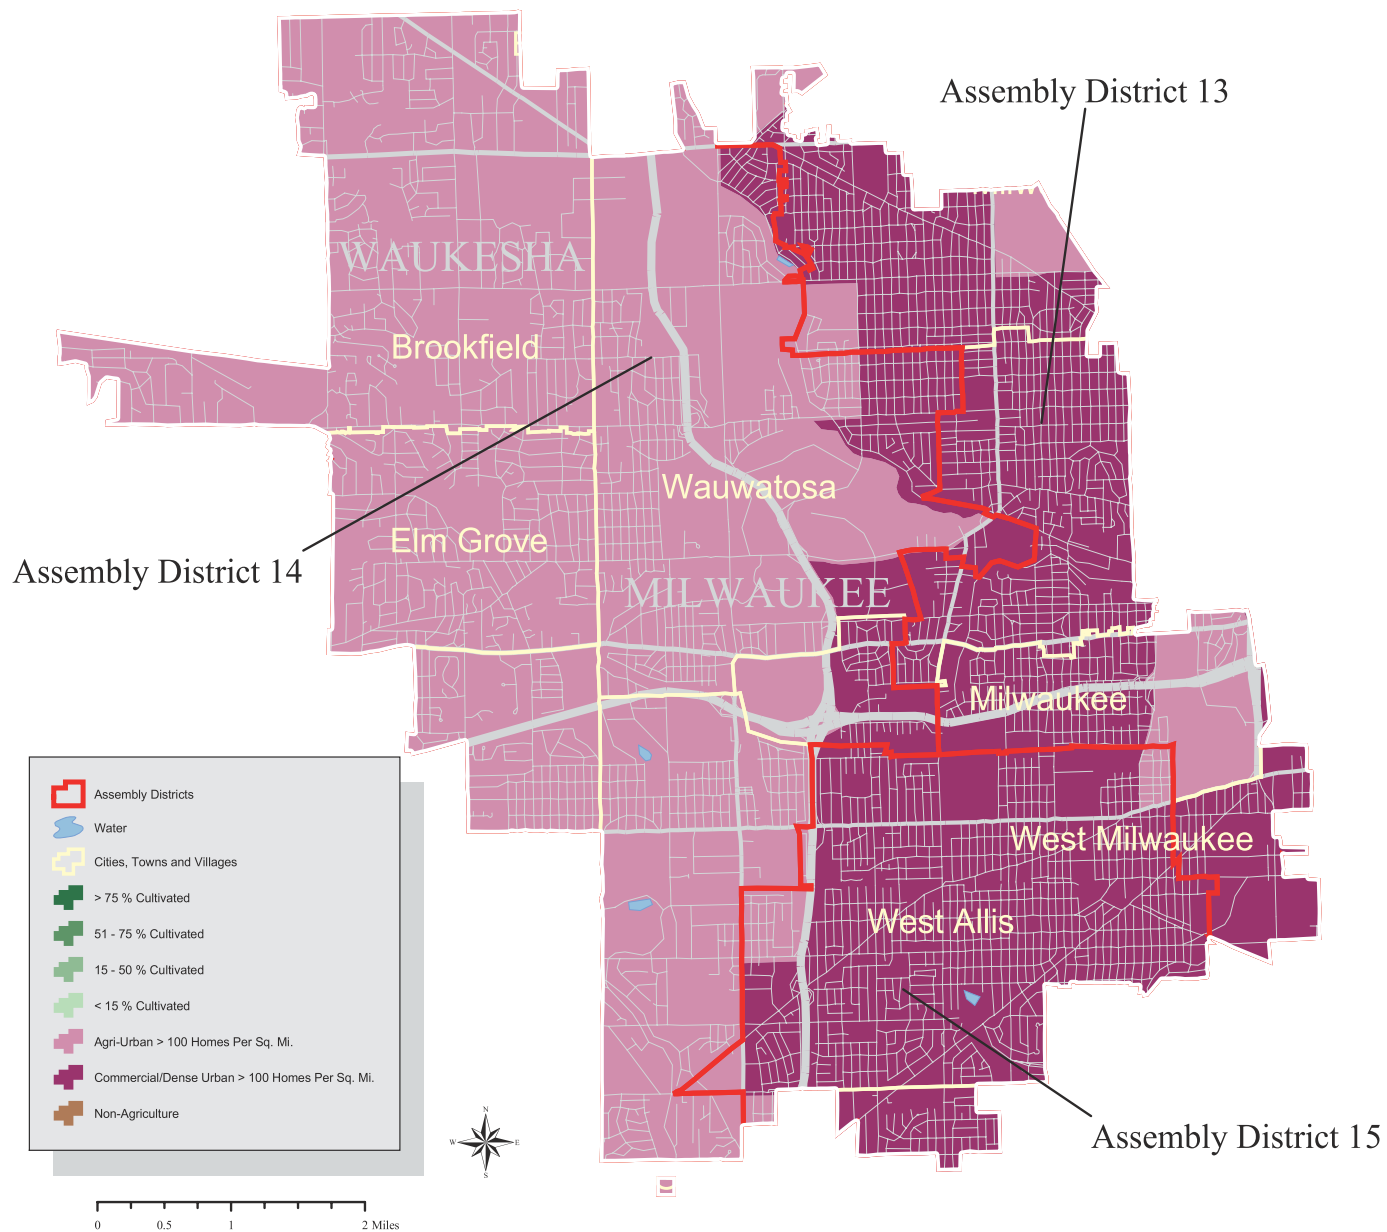 Assembly District 13
WAUKESHA
Brookfield
Wauwatosa
Elm Grove
Assembly District 14
MILWAUKEE
Milwaukee
West Milwaukee
West Allis
Assembly District 15
Assembly Districts
Water
Cities, Towns and Villages
> 75 % Cultivated
51 - 75 % Cultivated
15 - 50 % Cultivated
< 15 % Cultivated
Agri-Urban > 100 Homes Per Sq. Mi.
Commercial/Dense Urban > 100 Homes Per Sq. Mi.
Non-Agriculture
N
W E
S
0 0.5 1 2 Miles